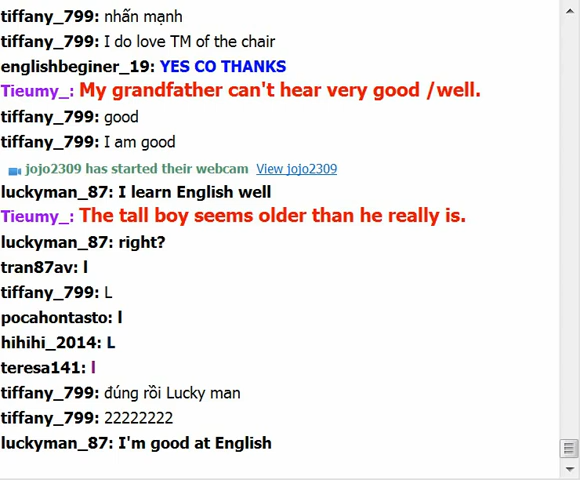 tiffany_799: nhấn mạnh
tiffany_799: I do love TM of the chair
englishbeginer_19: YES CO THANKS
Tieumy_: My grandfather can't hear very good /well.
tiffany_799: good
tiffany_799: I am good
jojo2309 has started their webcam View jojo2309
luckyman_87: I learn English well
Tieumy_: The tall boy seems older than he really is.
luckyman_87: right?
tran87av: l
tiffany_799: L
pocahontasto: l
hihihi_2014: L
teresa141: l
tiffany_799: đúng rồi Lucky man
tiffany_799: 22222222
luckyman_87: I'm good at English